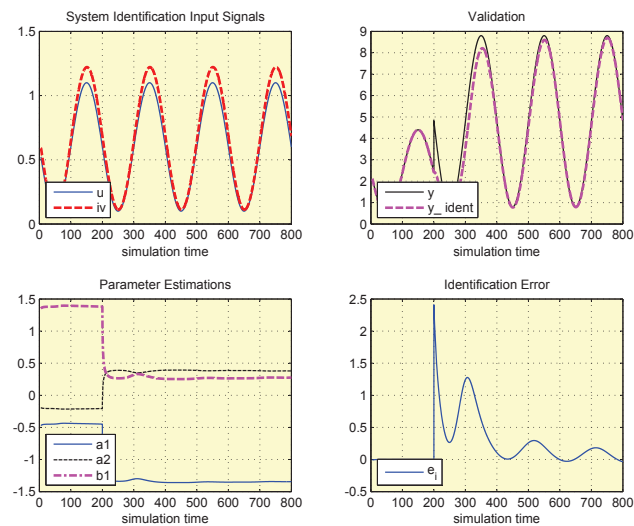 System Identification Input Signals
1.5
1
0.5
0
0 100 200 300 400 500 600 700 800
simulation time
u
iv
Validation
9
8
7
6
5
4
3
2
1
0
0 100 200 300 400 500 600 700 800
simulation time
y
y_ ident
Parameter Estimations
1.5
1
0.5
0
-0.5
-1
-1.5
0 100 200 300 400 500 600 700 800
simulation time
a1
a2
b1
Identification Error
2.5
2
1.5
1
0.5
0
-0.5
0 100 200 300 400 500 600 700 800
simulation time
e_i